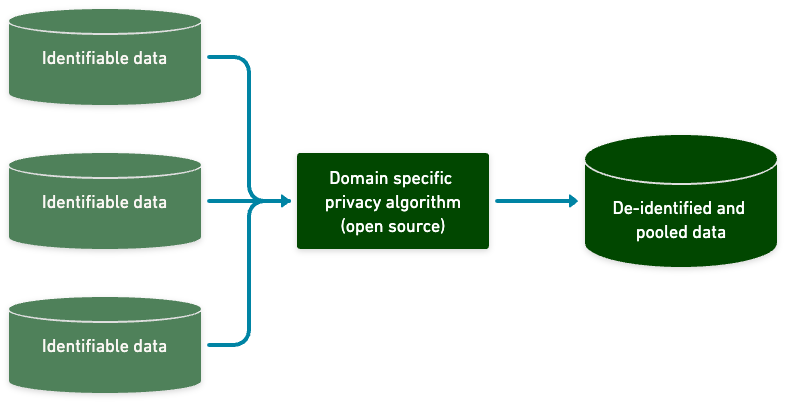 Identifiable data
Identifiable data
Identifiable data
Domain specific
privacy algorithm
(open source)
De-identified and
pooled data